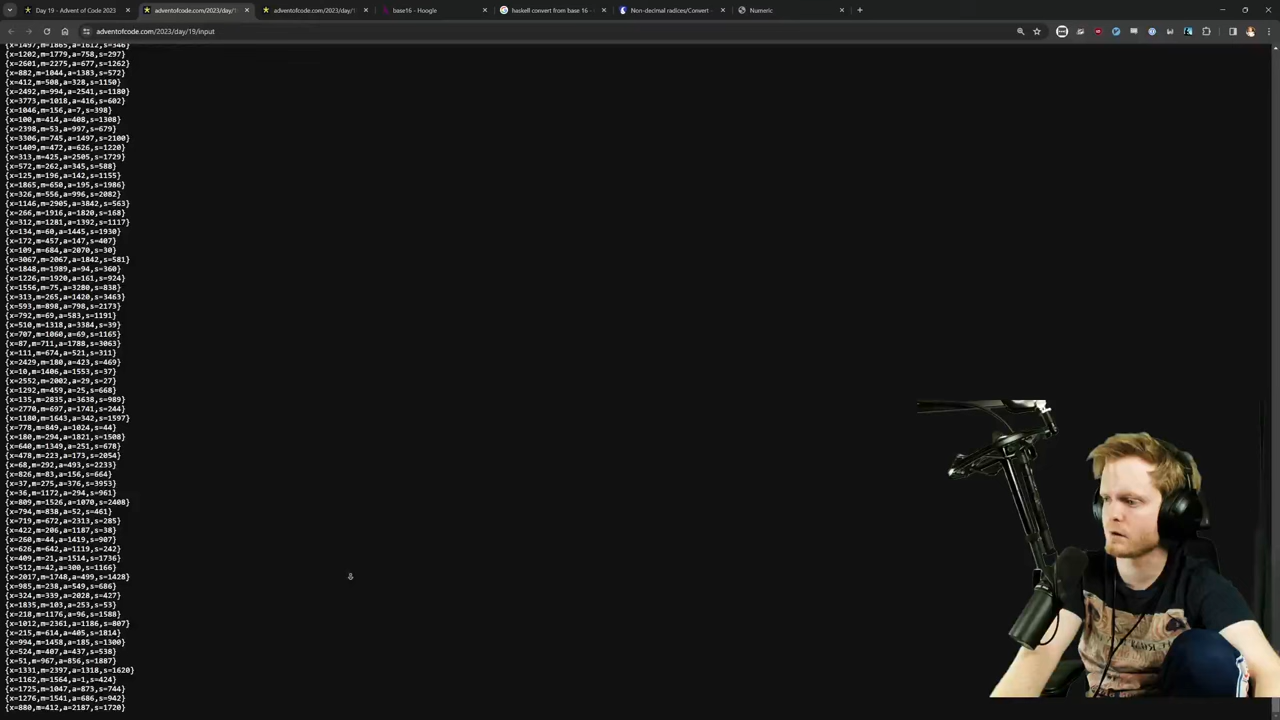 Day 19 - Advent of Code 2023
adventofcode.com/2023/day/1
adventofcode.com/2023/day/1
base16 - Hoogle
haskell convert from base 16 -
Non-decimal radices/Convert -
Numeric
adventofcode.com/2023/day/19/input
{x=1497,m=1865,a=1612,s=346}
{x=1202,m=1779,a=758,s=297}
{x=2601,m=2275,a=677,s=1262}
{x=882,m=1044,a=1383,s=572}
{x=412,m=508,a=328,s=1150}
{x=2492,m=994,a=2541,s=1180}
{x=3773,m=1018,a=416,s=602}
{x=1046,m=156,a=7,s=398}
{x=100,m=414,a=408,s=1308}
{x=2398,m=53,a=997,s=679}
{x=3306,m=745,a=1497,s=2100}
{x=1409,m=472,a=626,s=1220}
{x=313,m=425,a=2505,s=1729}
{x=572,m=262,a=345,s=588}
{x=125,m=196,a=142,s=1155}
{x=1865,m=650,a=195,s=1986}
{x=326,m=556,a=996,s=2082}
{x=1146,m=2905,a=3842,s=563}
{x=266,m=1916,a=1820,s=168}
{x=312,m=1281,a=1392,s=1117}
{x=134,m=60,a=1445,s=1930}
{x=172,m=457,a=147,s=407}
{x=109,m=684,a=2070,s=30}
{x=3067,m=2067,a=1842,s=581}
{x=1848,m=1989,a=94,s=360}
{x=1226,m=1920,a=161,s=924}
{x=1556,m=75,a=3280,s=838}
{x=313,m=265,a=1420,s=3463}
{x=593,m=898,a=798,s=2173}
{x=792,m=69,a=583,s=1191}
{x=510,m=1318,a=3384,s=39}
{x=707,m=1060,a=69,s=1165}
{x=87,m=711,a=1788,s=3063}
{x=111,m=674,a=521,s=311}
{x=2429,m=180,a=423,s=469}
{x=10,m=1406,a=1553,s=37}
{x=2552,m=2002,a=29,s=27}
{x=1292,m=459,a=25,s=668}
{x=135,m=2835,a=3638,s=989}
{x=2770,m=697,a=1741,s=244}
{x=1180,m=1643,a=342,s=1597}
{x=778,m=849,a=1024,s=44}
{x=180,m=294,a=1821,s=1508}
{x=640,m=1349,a=251,s=678}
{x=478,m=223,a=173,s=2054}
{x=68,m=292,a=493,s=2233}
{x=826,m=83,a=156,s=664}
{x=37,m=275,a=376,s=3953}
{x=36,m=1172,a=294,s=961}
{x=809,m=1526,a=1070,s=2408}
{x=794,m=838,a=52,s=461}
{x=719,m=672,a=2313,s=285}
{x=422,m=206,a=1187,s=38}
{x=260,m=44,a=1419,s=907}
{x=626,m=642,a=1119,s=242}
{x=409,m=21,a=1514,s=1736}
{x=512,m=42,a=300,s=1166}
{x=2017,m=1748,a=499,s=1428}
{x=985,m=238,a=549,s=686}
{x=324,m=339,a=2028,s=427}
{x=1835,m=103,a=253,s=53}
{x=218,m=1176,a=96,s=1588}
{x=1012,m=2361,a=1186,s=807}
{x=215,m=614,a=405,s=1814}
{x=994,m=1458,a=185,s=1300}
{x=524,m=407,a=437,s=538}
{x=51,m=967,a=856,s=1887}
{x=1331,m=2397,a=1318,s=1620}
{x=1162,m=1564,a=1,s=424}
{x=1725,m=1047,a=873,s=744}
{x=1276,m=1541,a=686,s=942}
{x=880,m=412,a=2187,s=1720}